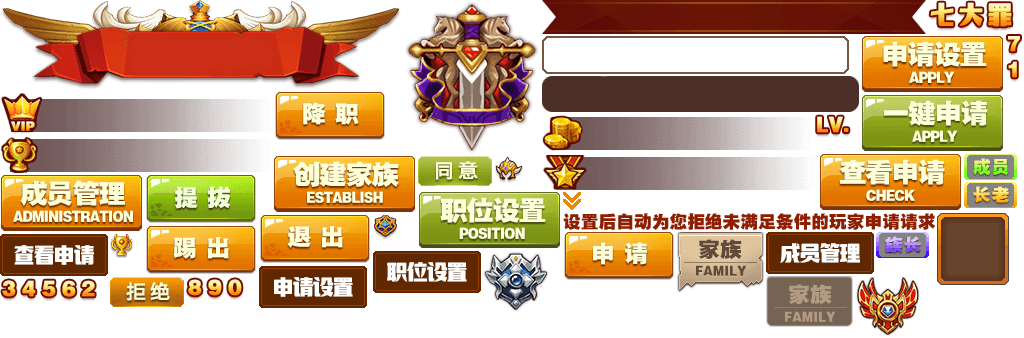 七大罪
申请设置
APPLY
7
1
VIP
降 职
一键申请
APPLY
LV.
创建家族
ESTABLISH
同 意
查看申请
CHECK
成员
长老
成员管理
ADMINISTRATION
提 拔
职位设置
POSITION
设置后自动为您拒绝未满足条件的玩家申请请求
踢 出
退 出
查看申请
申 请
家族
FAMILY
成员管理
族长
职位设置
34562
拒 绝
890
申请设置
家族
FAMILY